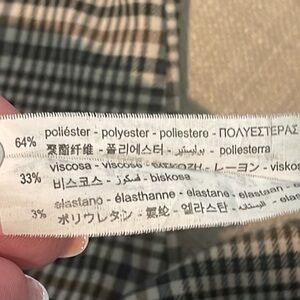 64% poliéster - polyester - poliestere - ΠΟΛΥΕΣΤΕΡΑΣ
聚酯纤维 - 폴리에스터 - بوليستير - poliesterra
viscosa - viscose - ΒΙΣΚΟΖΗ - レーヨン - viskos
33% 비스코스 - فسكوز - biskosa
3% elastano - élasthanne - elastane - elastaan -
ポリウレタン - 氨纶 - 엘라스탄 -